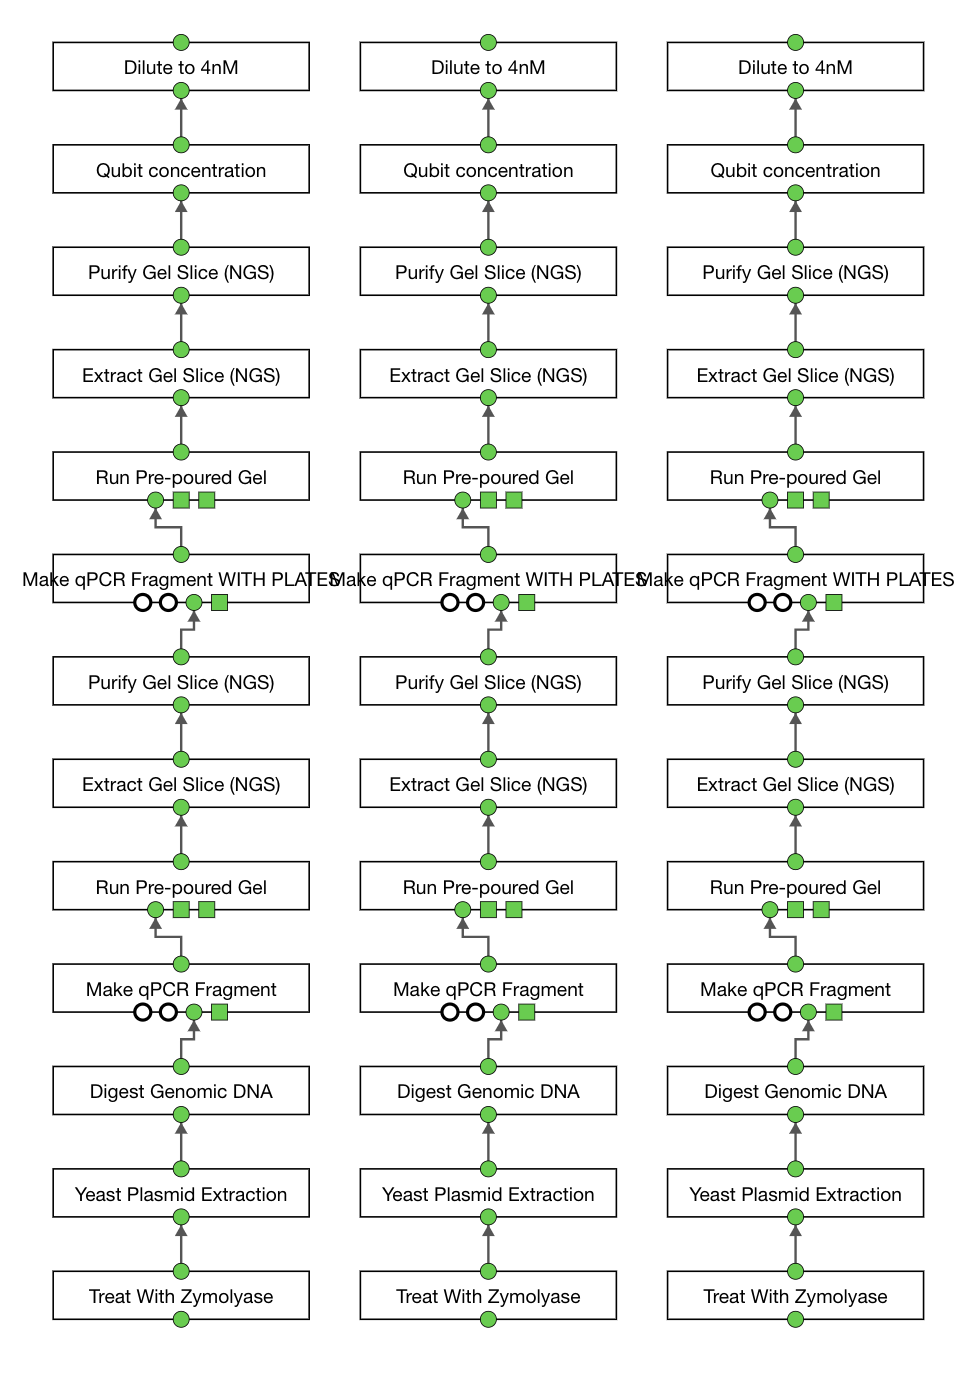 Dilute to 4nM Dilute to 4nM Dilute to 4nM
Qubit concentration Qubit concentration Qubit concentration
Purify Gel Slice (NGS) Purify Gel Slice (NGS) Purify Gel Slice (NGS)
Extract Gel Slice (NGS) Extract Gel Slice (NGS) Extract Gel Slice (NGS)
Run Pre-poured Gel Run Pre-poured Gel Run Pre-poured Gel
Make qPCR Fragment WITH PLATES Make qPCR Fragment WITH PLATES Make qPCR Fragment WITH PLATES
Purify Gel Slice (NGS) Purify Gel Slice (NGS) Purify Gel Slice (NGS)
Extract Gel Slice (NGS) Extract Gel Slice (NGS) Extract Gel Slice (NGS)
Run Pre-poured Gel Run Pre-poured Gel Run Pre-poured Gel
Make qPCR Fragment Make qPCR Fragment Make qPCR Fragment
Digest Genomic DNA Digest Genomic DNA Digest Genomic DNA
Yeast Plasmid Extraction Yeast Plasmid Extraction Yeast Plasmid Extraction
Treat With Zymolyase Treat With Zymolyase Treat With Zymolyase